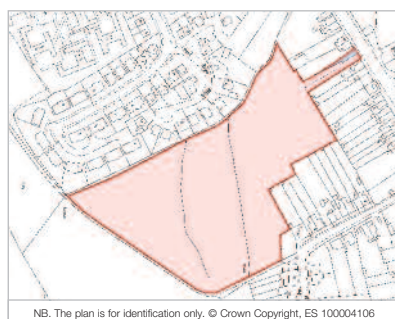 NB. The plan is for identification only. © Crown Copyright, ES 100004106